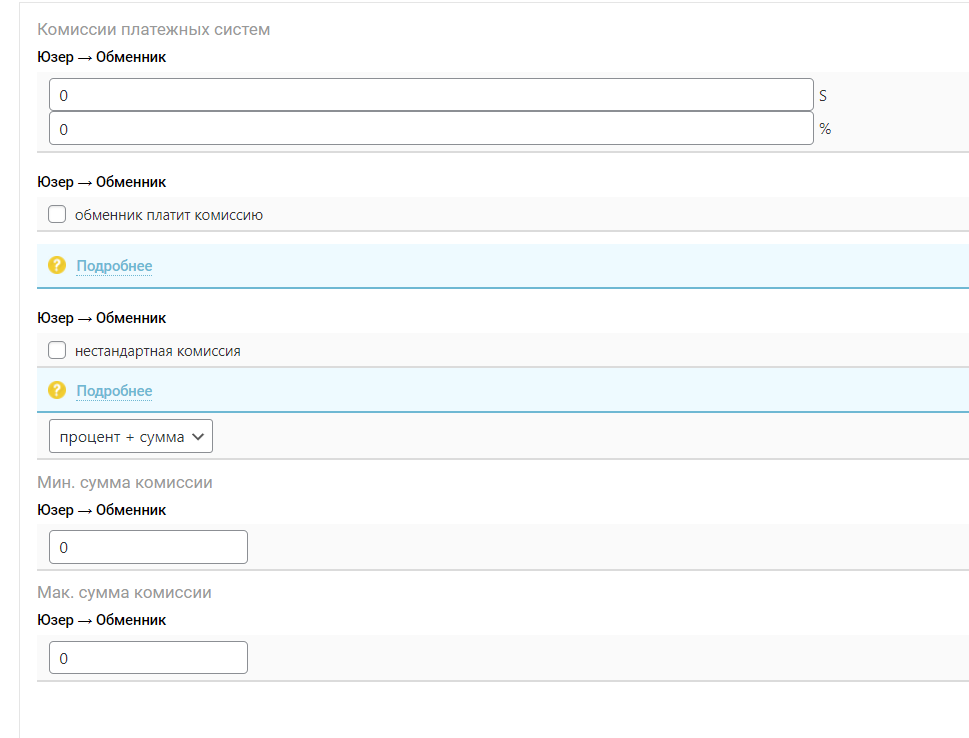 Комиссии платежных систем
Юзер → Обменник
0 S
0 %
Юзер → Обменник
обменник платит комиссию
? Подробнее
Юзер → Обменник
нестандартная комиссия
? Подробнее
процент + сумма
Мин. сумма комиссии
Юзер → Обменник
0
Мак. сумма комиссии
Юзер → Обменник
0